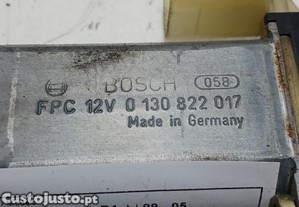 BOSCH 058
FPC 12V 0 130 822 017
Made in Germany
Custojusto.pt